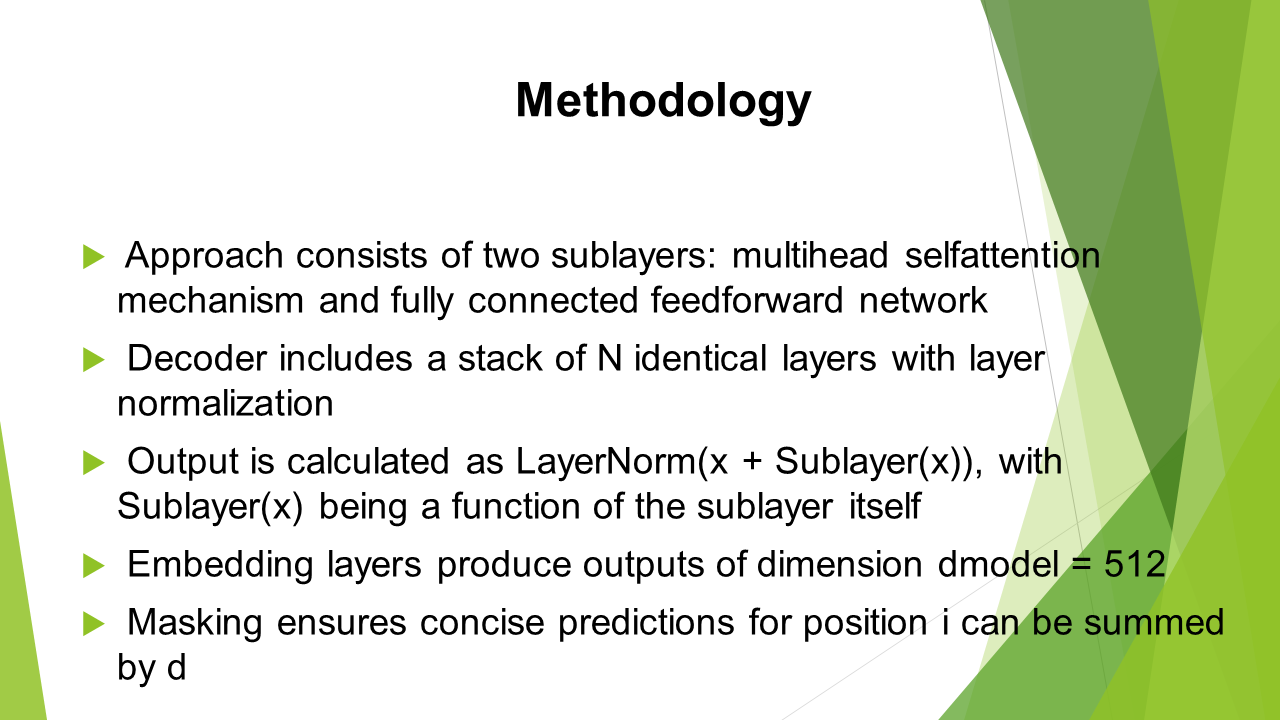 Methodology
Approach consists of two sublayers: multihead selfattention
mechanism and fully connected feedforward network
Decoder includes a stack of N identical layers with layer
normalization
Output is calculated as LayerNorm(x + Sublayer(x)), with
Sublayer(x) being a function of the sublayer itself
Embedding layers produce outputs of dimension dmodel = 512
Masking ensures concise predictions for position i can be summed
by d